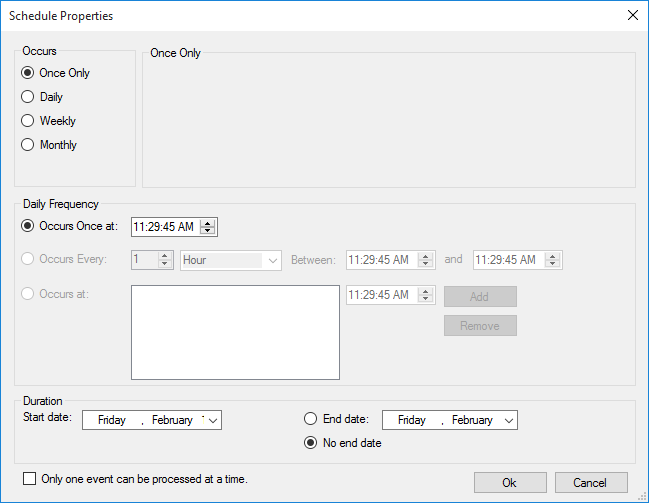 Schedule Properties
Occurs
Once Only
Daily
Weekly
Monthly
Once Only
Daily Frequency
Occurs Once at: 11:29:45 AM
Occurs Every: 1 Hour Between: 11:29:45 AM and 11:29:45 AM
Occurs at: 11:29:45 AM Add
Remove
Duration
Start date: Friday , February End date: Friday , February
No end date
Only one event can be processed at a time. Ok Cancel